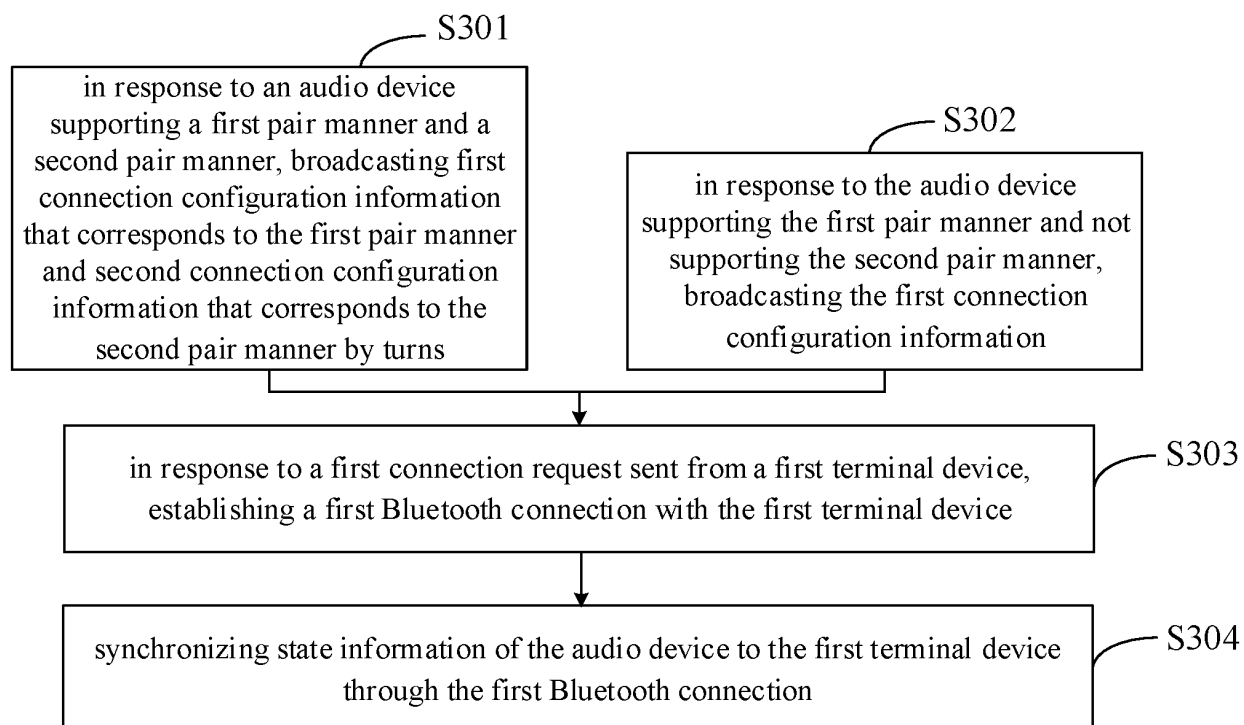 S301
in response to an audio device
supporting a first pair manner and a
second pair manner, broadcasting first
connection configuration information
that corresponds to the first pair manner
and second connection configuration
information that corresponds to the
second pair manner by turns
S302
in response to the audio device
supporting the first pair manner and not
supporting the second pair manner,
broadcasting the first connection
configuration information
S303
in response to a first connection request sent from a first terminal device,
establishing a first Bluetooth connection with the first terminal device
S304
synchronizing state information of the audio device to the first terminal device
through the first Bluetooth connection